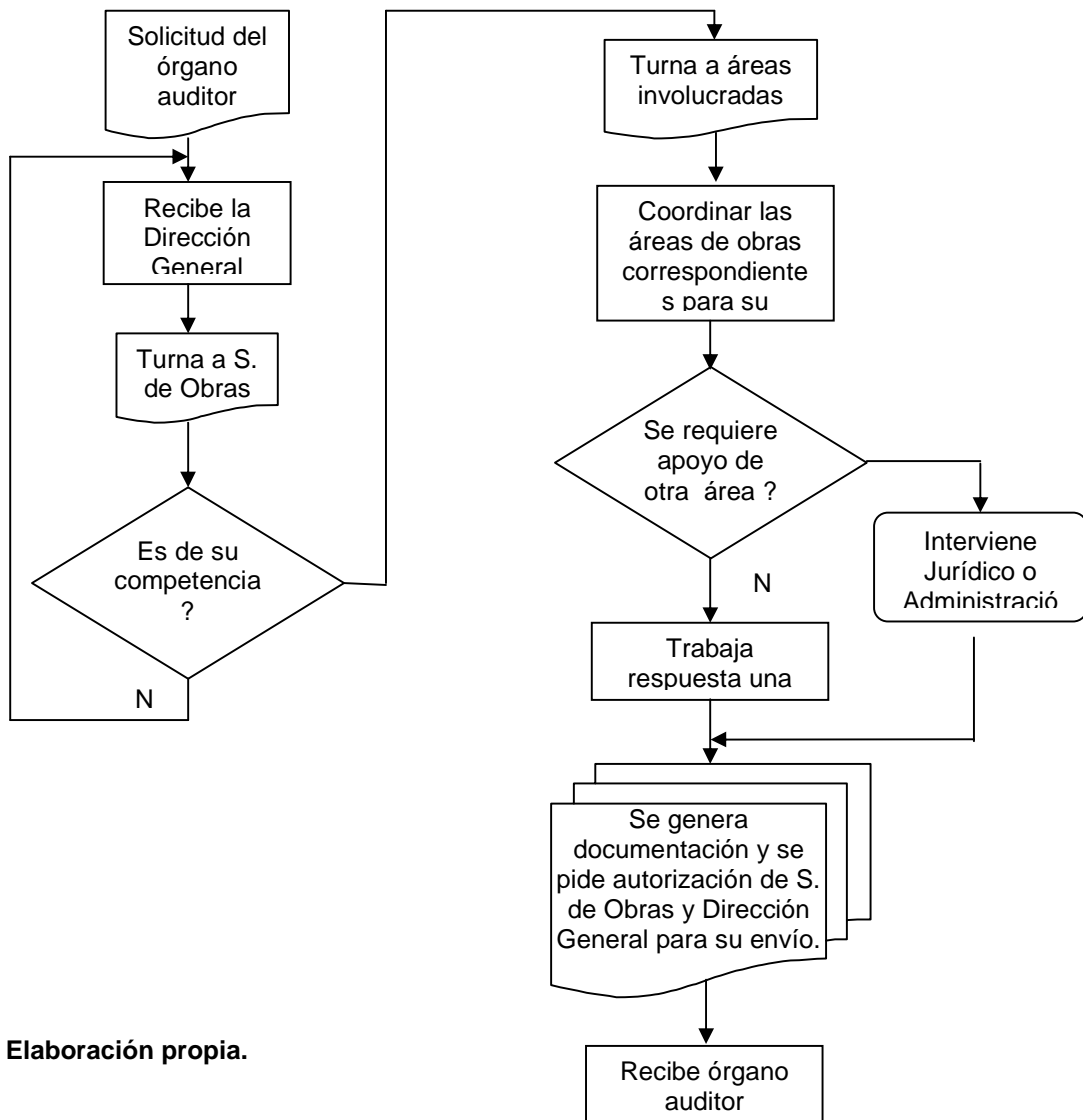 Solicitud del
órgano
auditor
Recibe la
Dirección
General
Turna a S.
de Obras
Es de su
competencia
?
N
Turna a áreas
involucradas
Coordinar las
áreas de obras
correspondiente
s para su
Se requiere
apoyo de
otra área ?
N
Interviene
Jurídico o
Administració
Trabaja
respuesta una
Se genera
documentación y se
pide autorización de S.
de Obras y Dirección
General para su envío.
Recibe órgano
auditor
Elaboración propia.